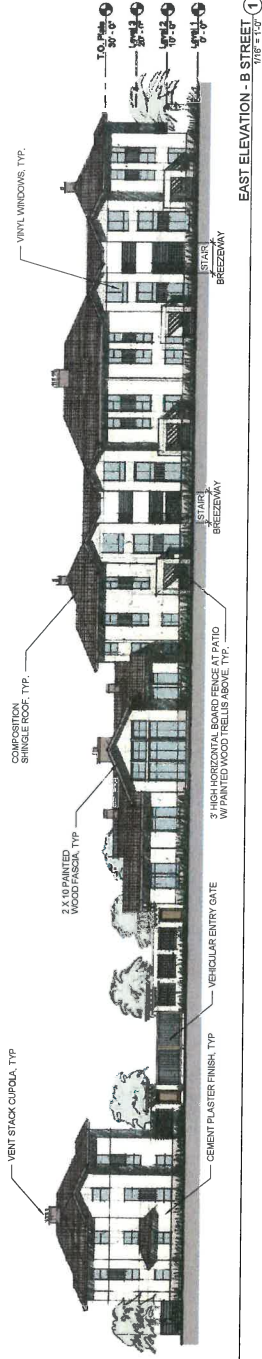 VENT STACK CUPOLA, TYP
2 X 10 PAINTED
WOOD FASCIA, TYP
COMPOSITION
SHINGLE ROOF, TYP.
VINYL WINDOWS, TYP.
T.O. Plate
30' - 0"
Level 3
20' - 0"
Level 2
10' - 0"
Level 1
0' - 0"
CEMENT PLASTER FINISH, TYP
VEHICULAR ENTRY GATE
3' HIGH HORIZONTAL BOARD FENCE AT PATIO
W/ PAINTED WOOD TRELLIS ABOVE, TYP.
STAIR
BREEZEWAY
STAIR
BREEZEWAY
EAST ELEVATION - B STREET 1
1/16" = 1'-0"